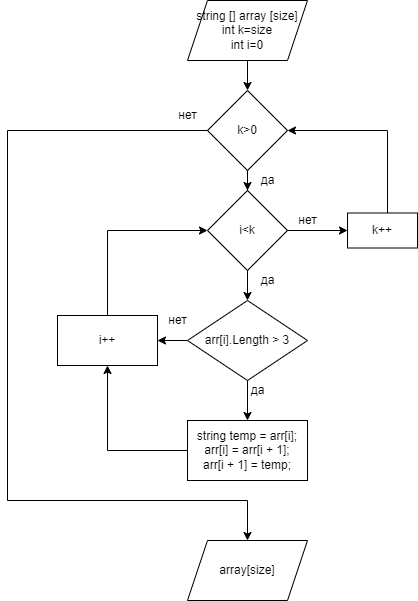 string [] array [size]
int k=size
int i=0
нет
k>0
да
i<k
нет
k++
да
нет
i++
arr[i].Length > 3
да
string temp = arr[i];
arr[i] = arr[i + 1];
arr[i + 1] = temp;
array[size]